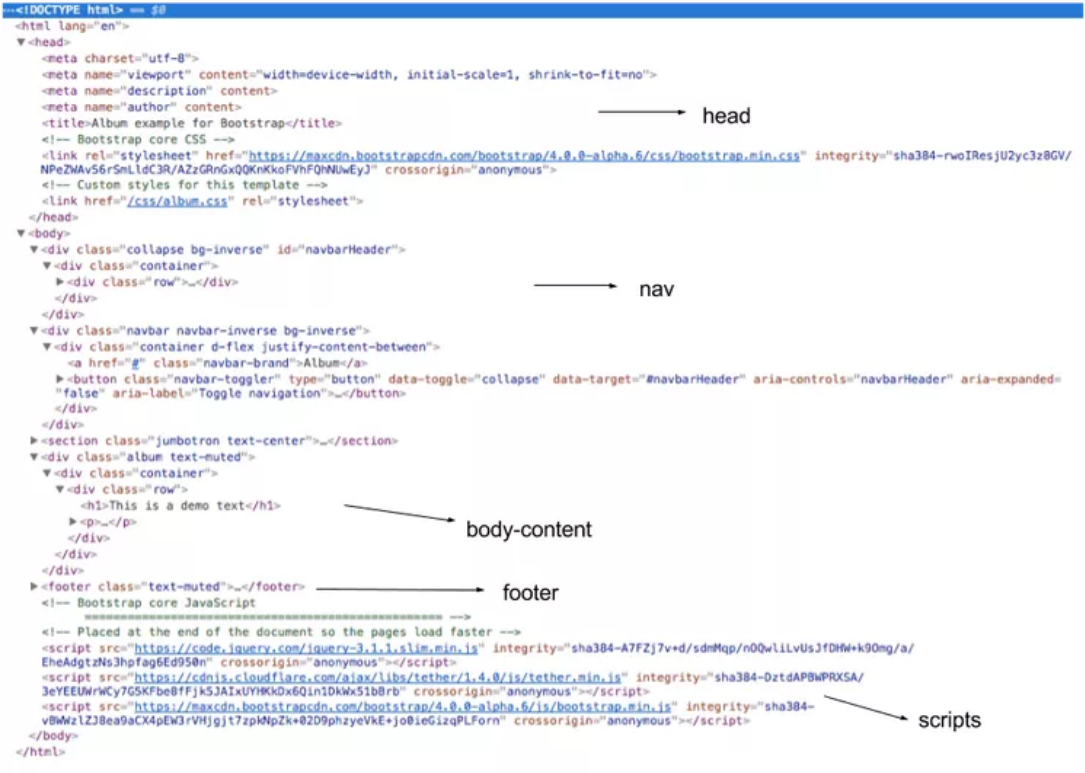 ···<!DOCTYPE html> == $0
<html lang="en">
▼<head>
<meta charset="utf-8">
<meta name="viewport" content="width=device-width, initial-scale=1, shrink-to-fit=no">
<meta name="description" content>
<meta name="author" content>
head
<title>Album example for Bootstrap</title>
<!-- Bootstrap core CSS -->
<link rel="stylesheet" href="https://maxcdn.bootstrapcdn.com/bootstrap/4.0.0-alpha.6/css/bootstrap.min.css" integrity="sha384-rwoIResjU2yc3z8GV/
NPeZWAv56rSmLldC3R/AZzGRnGxQQKnKkoFVhFQhNUwEyJ" crossorigin="anonymous">
<!-- Custom styles for this template -->
<link href="/css/album.css" rel="stylesheet">
</head>
▼<body>
▼<div class="collapse bg-inverse" id="navbarHeader">
▼<div class="container">
▶<div class="row">…</div>
nav
</div>
</div>
▼<div class="navbar navbar-inverse bg-inverse">
▼<div class="container d-flex justify-content-between">
<a href="#" class="navbar-brand">Album</a>
▶<button class="navbar-toggler" type="button" data-toggle="collapse" data-target="#navbarHeader" aria-controls="navbarHeader" aria-expanded=
"false" aria-label="Toggle navigation">…</button>
</div>
</div>
▶<section class="jumbotron text-center">…</section>
▼<div class="album text-muted">
▼<div class="container">
▼<div class="row">
<h1>This is a demo text</h1>
▶<p>…</p>
body-content
</div>
</div>
</div>
▶<footer class="text-muted">…</footer>
footer
<!-- Bootstrap core JavaScript
================================================== -->
<!-- Placed at the end of the document so the pages load faster -->
<script src="https://code.jquery.com/jquery-3.1.1.slim.min.js" integrity="sha384-A7FZj7v+d/sdmMqp/nOQwliLvUsJfDHW+k9Omg/a/
EheAdgtzNs3hpfag6Ed950n" crossorigin="anonymous"></script>
<script src="https://cdnjs.cloudflare.com/ajax/libs/tether/1.4.0/js/tether.min.js" integrity="sha384-DztdAPBWPRXSA/
3eYEEUWrWCy7G5KFbe8fFjk5JAIxUYHKkDx6Qin1DkWx51bBrb" crossorigin="anonymous"></script>
<script src="https://maxcdn.bootstrapcdn.com/bootstrap/4.0.0-alpha.6/js/bootstrap.min.js" integrity="sha384-
vBWWzlZJ8ea9aCX4pEW3rVHjgjt7zpkNpZk+02D9phzyeVkE+jo0ieGizqPLForn" crossorigin="anonymous"></script>
scripts
</body>
</html>